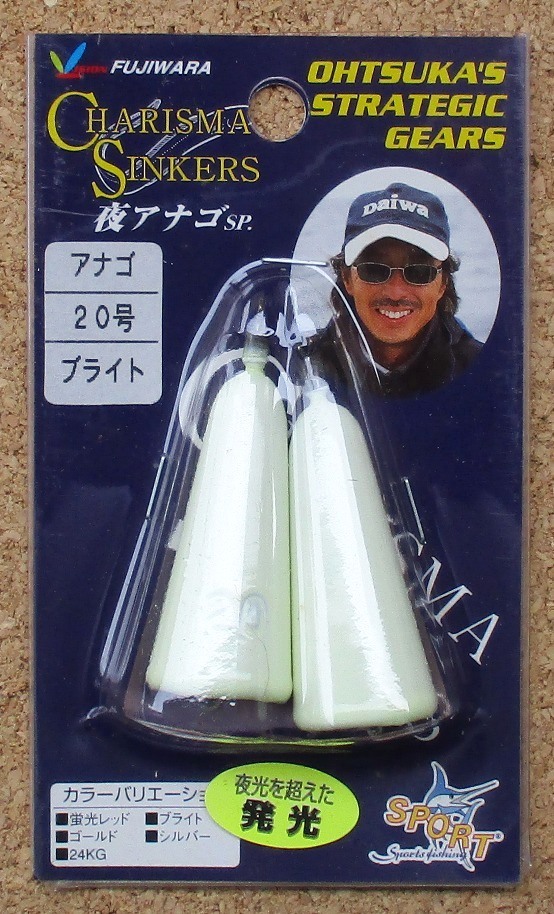 VISION FUJIWARA
OHTSUKA'S
STRATEGIC
GEARS
CHARISMA
SINKERS
夜アナゴSP.
Daiwa
アナゴ
20号
ブライト
20
カラーバリエーショ
■蛍光レッド ■ブライト
■ゴールド ■シルバー
■24KG
夜光を超えた
発光
SPORT
Sports fishing